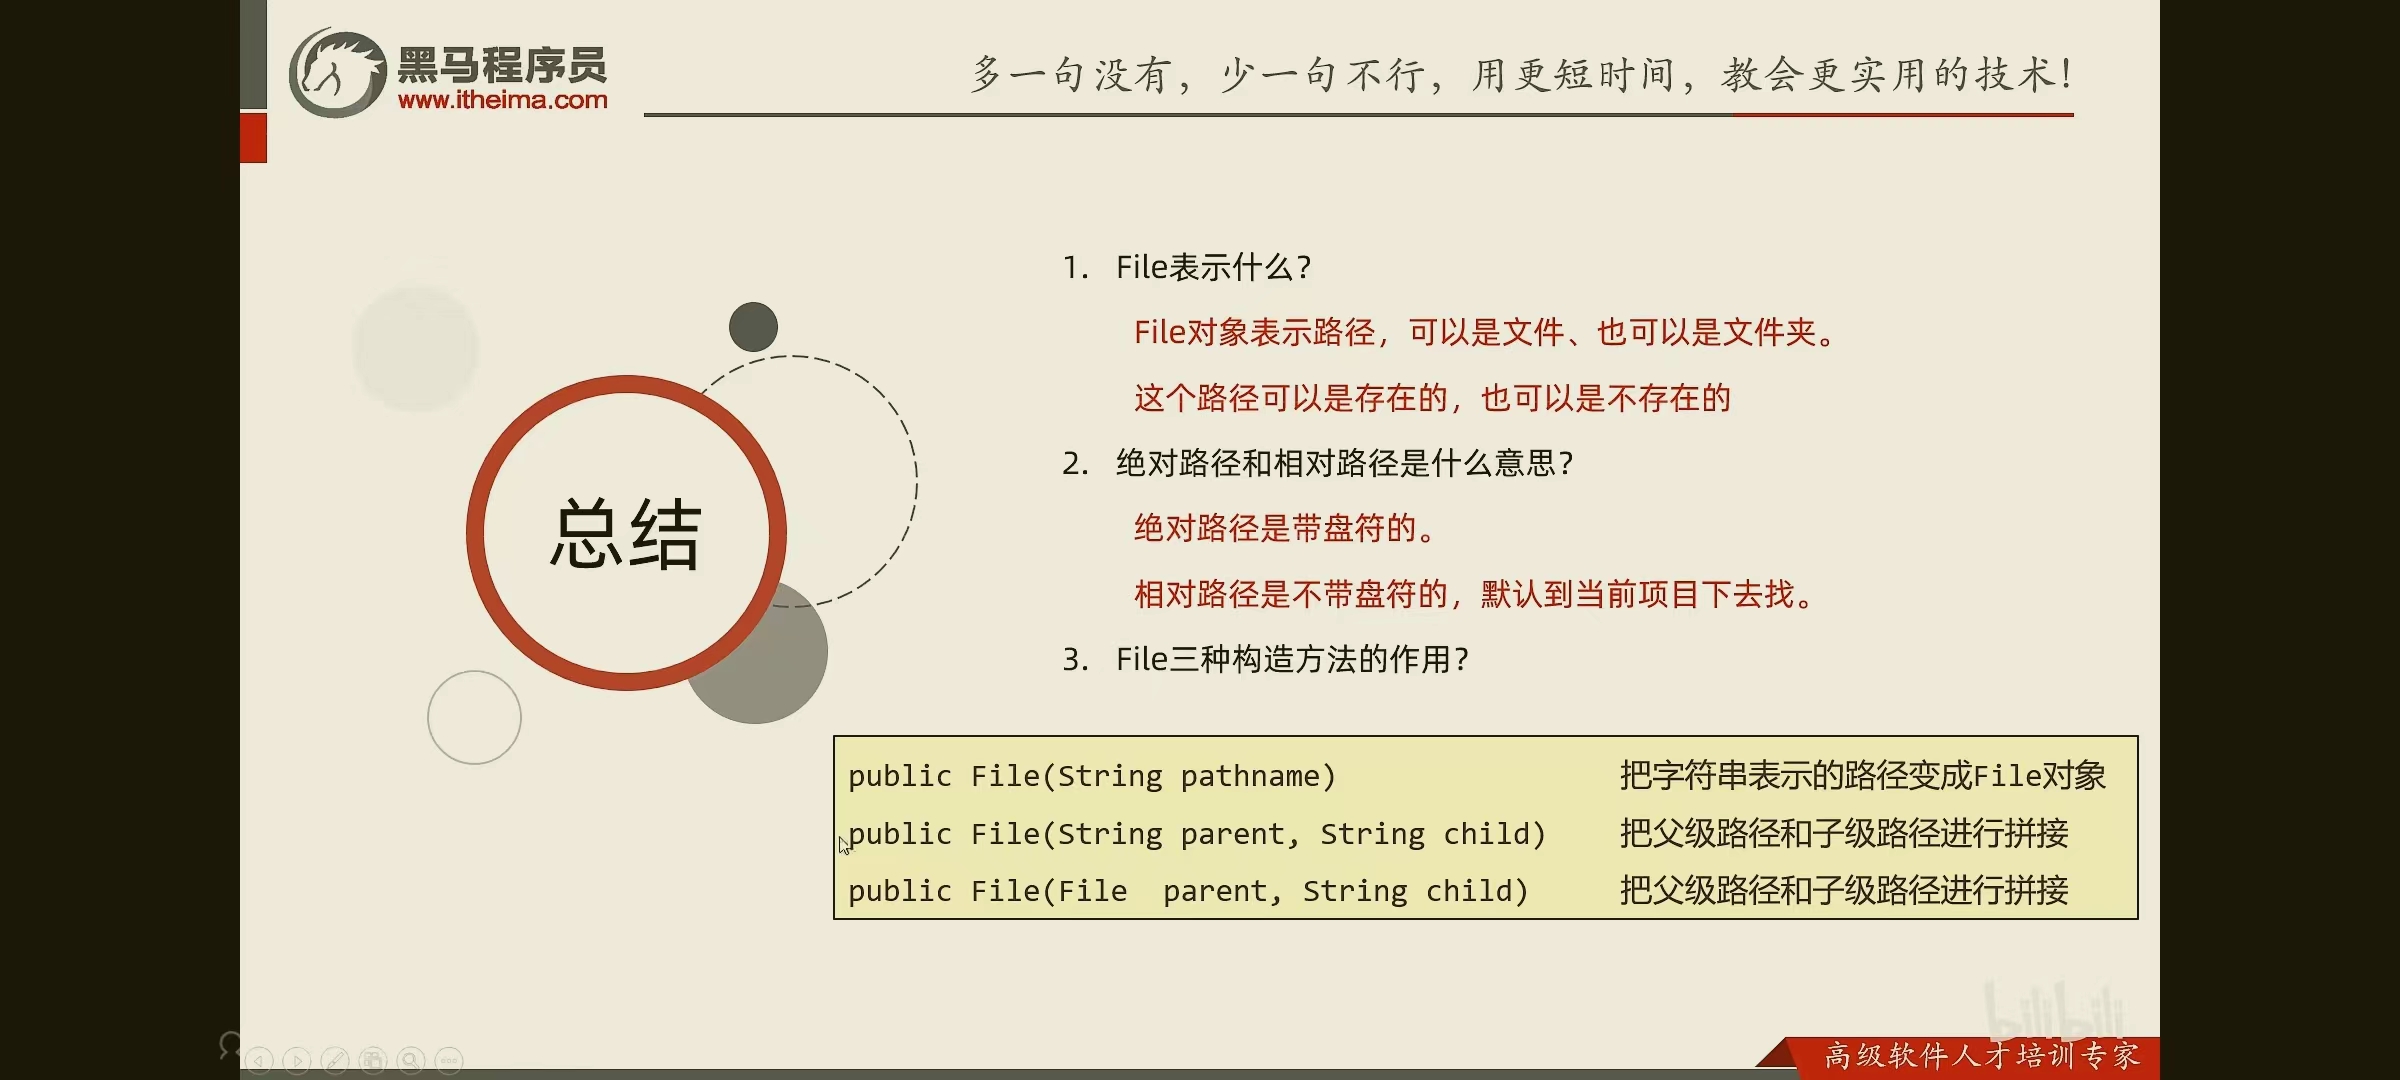 黑马程序员
www.itheima.com
多一句没有，少一句不行，用更短时间，教会更实用的技术！
1. File表示什么？
File对象表示路径，可以是文件、也可以是文件夹。
这个路径可以是存在的，也可以是不存在的
2. 绝对路径和相对路径是什么意思？
绝对路径是带盘符的。
相对路径是不带盘符的，默认到当前项目下去找。
3. File三种构造方法的作用？
总结
public File(String pathname) 把字符串表示的路径变成File对象
public File(String parent, String child) 把父级路径和子级路径进行拼接
public File(File  parent, String child) 把父级路径和子级路径进行拼接
bilibili
高级软件人才培训专家